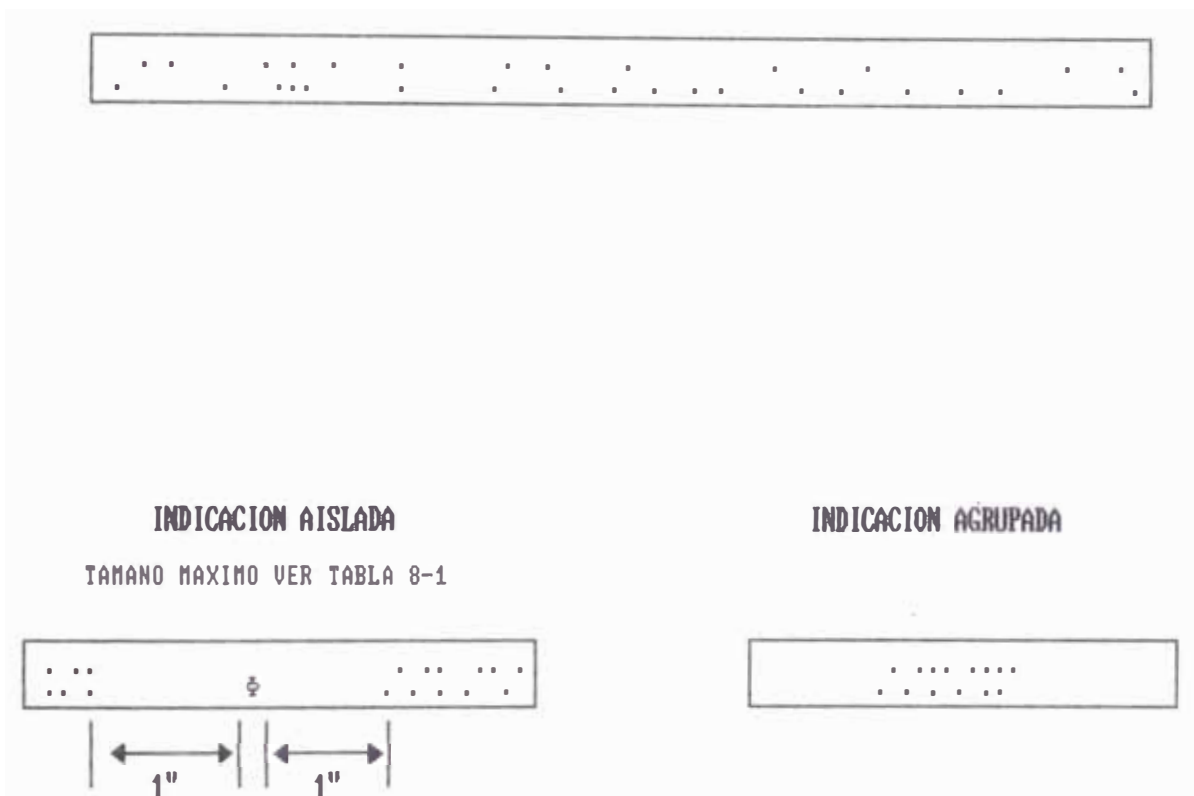 INDICACION AISLADA
INDICACION AGRUPADA
TAMANO MAXIMO VER TABLA 8-1
1"
1"